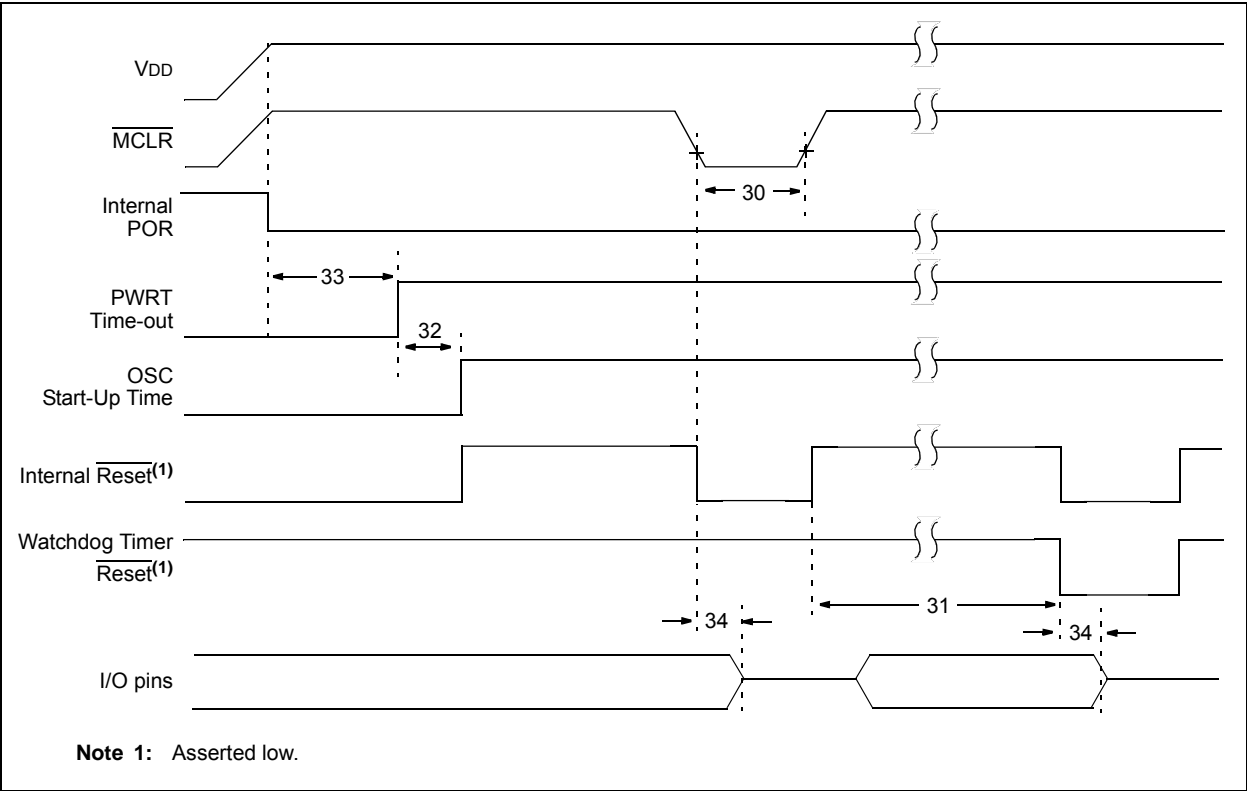 VDD
MCLR
30
Internal
POR
33
PWRT
Time-out
32
OSC
Start-Up Time
Internal Reset(1)
Watchdog Timer
Reset(1)
31
34
34
I/O pins
Note 1: Asserted low.